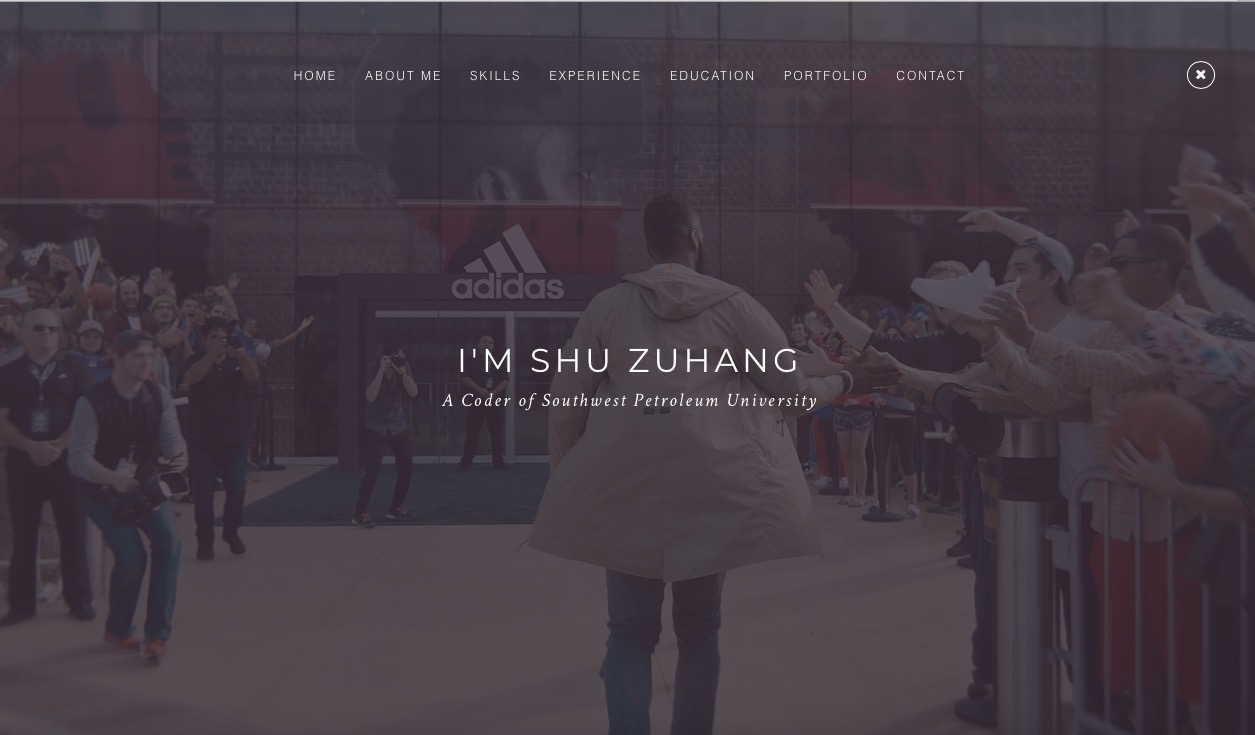 HOME ABOUT ME SKILLS EXPERIENCE EDUCATION PORTFOLIO CONTACT
adidas
I'M SHU ZUHANG
A Coder of Southwest Petroleum University